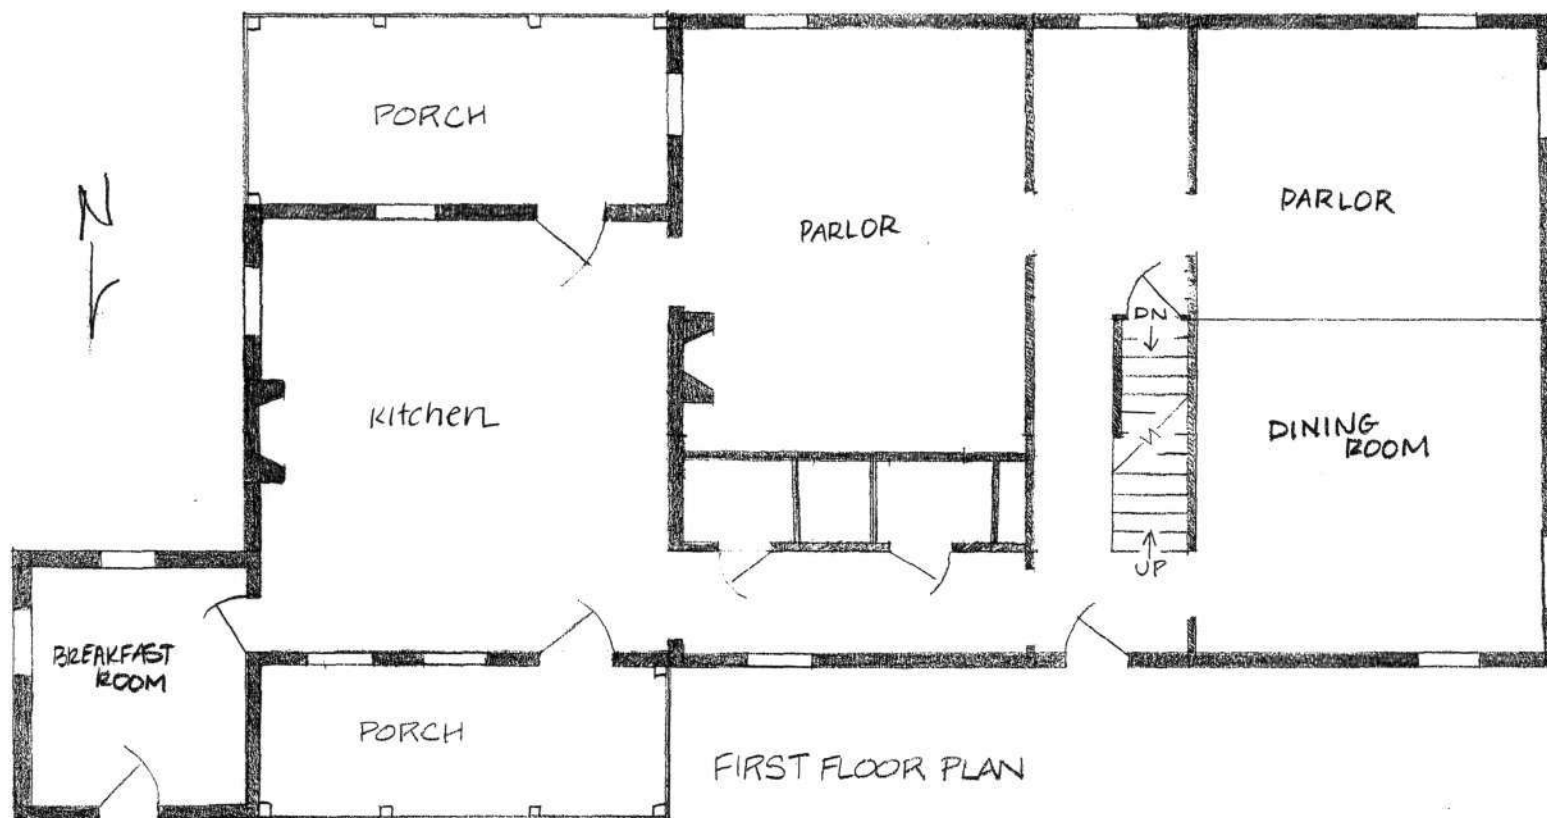 PORCH
N
PARLOR
PARLOR
DN
Kitchen
DINING
ROOM
UP
BREAKFAST
ROOM
PORCH
FIRST FLOOR PLAN